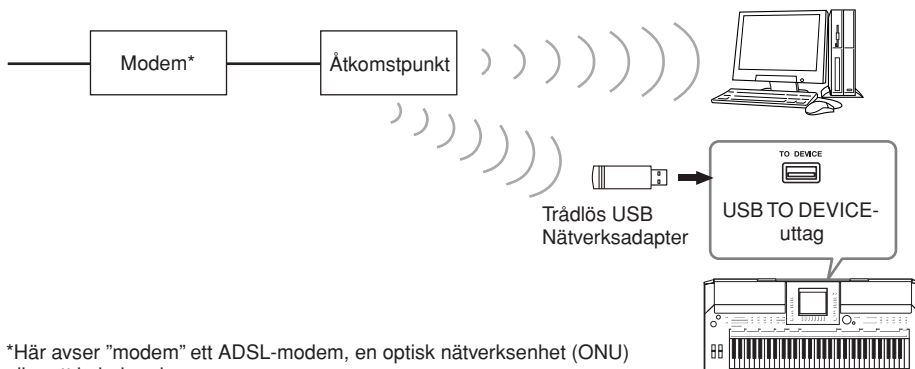 Modem*
Åtkomstpunkt
TO DEVICE
USB TO DEVICE-
uttag
Trådlös USB
Nätverksadapter
*Här avser ”modem” ett ADSL-modem, en optisk nätverksenhet (ONU)